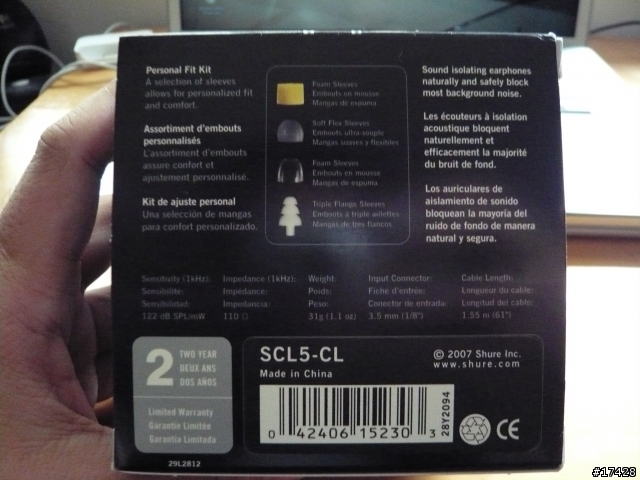 Personal Fit Kit
A selection of sleeves
allows for personalized fit
and comfort.
Assortiment d'embouts
personnalisés
L'assortiment d'embouts
assure confort et
ajustement personnalisé.
Kit de ajuste personal
Una selección de mangas
para confort personalizado.
Foam Sleeves
Embouts en mousse
Mangas de espuma
Soft Flex Sleeves
Embouts ultra-souple
Mangas suaves y flexibles
Foam Sleeves
Embouts en mousse
Mangas de espuma
Triple Flange Sleeves
Embouts à triple ailettes
Mangas de tres flancos
Sound isolating earphones
naturally and safely block
most background noise.
Les écouteurs à isolation
acoustique bloquent
naturellement et
efficacement la majorité
du bruit de fond.
Los auriculares de
aislamiento de sonido
bloquean la mayoría del
ruido de fondo de manera
natural y segura.
Sensitivity (1kHz):
Sensibilité:
Sensibilidad:
122 dB SPL/mW
Impedance (1kHz):
Impédance:
Impedancia:
110 Ω
Weight:
Poids:
Peso:
31g (1.1 oz)
Input Connector:
Fiche d'entrée:
Conector de entrada:
3.5 mm (1/8")
Cable Length:
Longueur du cable:
Longitud del cable:
1.55 m (61")
2 TWO YEAR
DEUX ANS
DOS AÑOS
Limited Warranty
Garantie Limitée
Garantía Limitada
SCL5-CL
Made in China
© 2007 Shure Inc.
www.shure.com
0 42406 15230 3
28Y2094
CE
29L2812
#17428